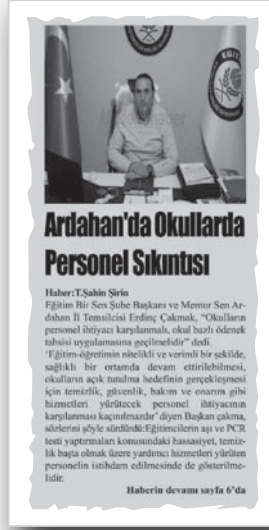 EĞİT
Ardahan'da Okullarda
Personel Sıkıntısı
Haber:T.Şahin Şirin
Eğitim Bir Sen Şube Başkanı ve Memur Sen Ar-
dahan İl Temsilcisi Erdinç Çakmak, “Okulların
personel ihtiyacı karşılanmalı, okul bazlı ödenek
tahsisi uygulamasına geçilmelidir” dedi.
‘Eğitim-öğretimin nitelikli ve verimli bir şekilde,
sağlıklı bir ortamda devam ettirilebilmesi,
okulların açık tutulma hedefinin gerçekleşmesi
için temizlik, güvenlik, bakım ve onarım gibi
hizmetleri yürütecek personel ihtiyacının
karşılanması kaçınılmazdır’ diyen Başkan çakma,
sözlerini şöyle sürdürdü:Eğitimcilerin aşı ve PCR
testi yaptırmaları konusundaki hassasiyet, temiz-
lik başta olmak üzere yardımcı hizmetleri yürüten
personelin istihdam edilmesinde de gösterilme-
lidir.
Haberin devamı sayfa 6’da